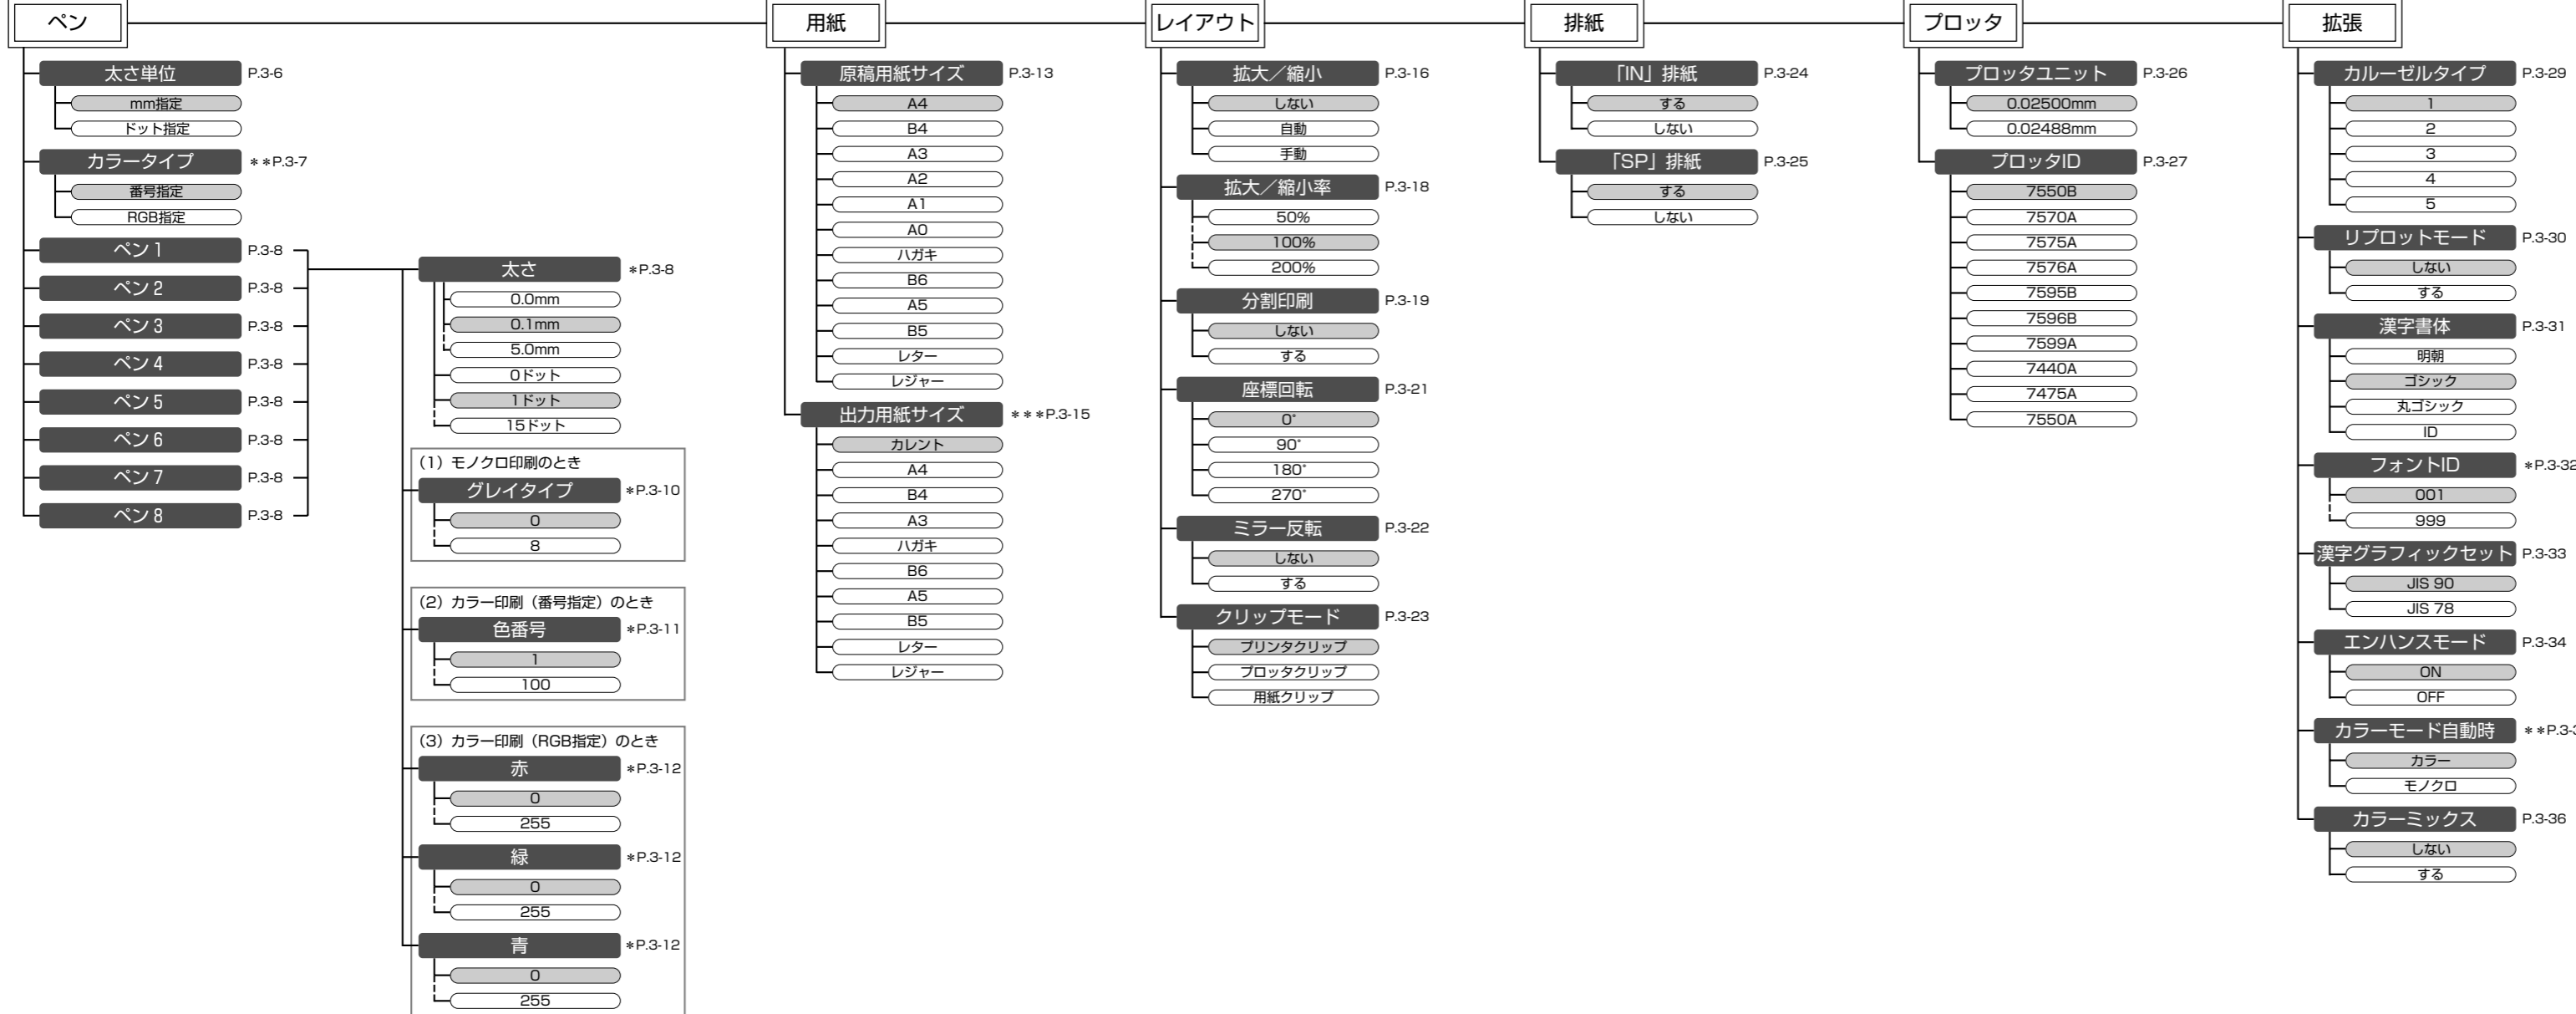 ペン
太さ単位 P.3-6
mm指定
ドット指定
カラータイプ **P.3-7
番号指定
RGB指定
ペン1 P.3-8
ペン2 P.3-8
ペン3 P.3-8
ペン4 P.3-8
ペン5 P.3-8
ペン6 P.3-8
ペン7 P.3-8
ペン8 P.3-8
太さ *P.3-8
0.0mm
0.1mm
5.0mm
0ドット
1ドット
15ドット
(1) モノクロ印刷のとき
グレイタイプ *P.3-10
0
8
(2) カラー印刷（番号指定）のとき
色番号 *P.3-11
1
100
(3) カラー印刷（RGB指定）のとき
赤 *P.3-12
0
255
緑 *P.3-12
0
255
青 *P.3-12
0
255
用紙
原稿用紙サイズ P.3-13
A4
B4
A3
A2
A1
A0
ハガキ
B6
A5
B5
レター
レジャー
出力用紙サイズ ***P.3-15
カレント
A4
B4
A3
ハガキ
B6
A5
B5
レター
レジャー
レイアウト
拡大／縮小 P.3-16
しない
自動
手動
拡大／縮小率 P.3-18
50%
100%
200%
分割印刷 P.3-19
しない
する
座標回転 P.3-21
0°
90°
180°
270°
ミラー反転 P.3-22
しない
する
クリップモード P.3-23
プリンタクリップ
プロッタクリップ
用紙クリップ
排紙
「IN」排紙 P.3-24
する
しない
「SP」排紙 P.3-25
する
しない
プロッタ
プロッタユニット P.3-26
0.02500mm
0.02488mm
プロッタID P.3-27
7550B
7570A
7575A
7576A
7595B
7596B
7599A
7440A
7475A
7550A
拡張
カルーゼルタイプ P.3-29
1
2
3
4
5
リプロットモード P.3-30
しない
する
漢字書体 P.3-31
明朝
ゴシック
丸ゴシック
ID
フォントID *P.3-32
001
999
漢字グラフィックセット P.3-33
JIS 90
JIS 78
エンハンスモード P.3-34
ON
OFF
カラーモード自動時 **P.3-
カラー
モノクロ
カラーミックス P.3-36
しない
する